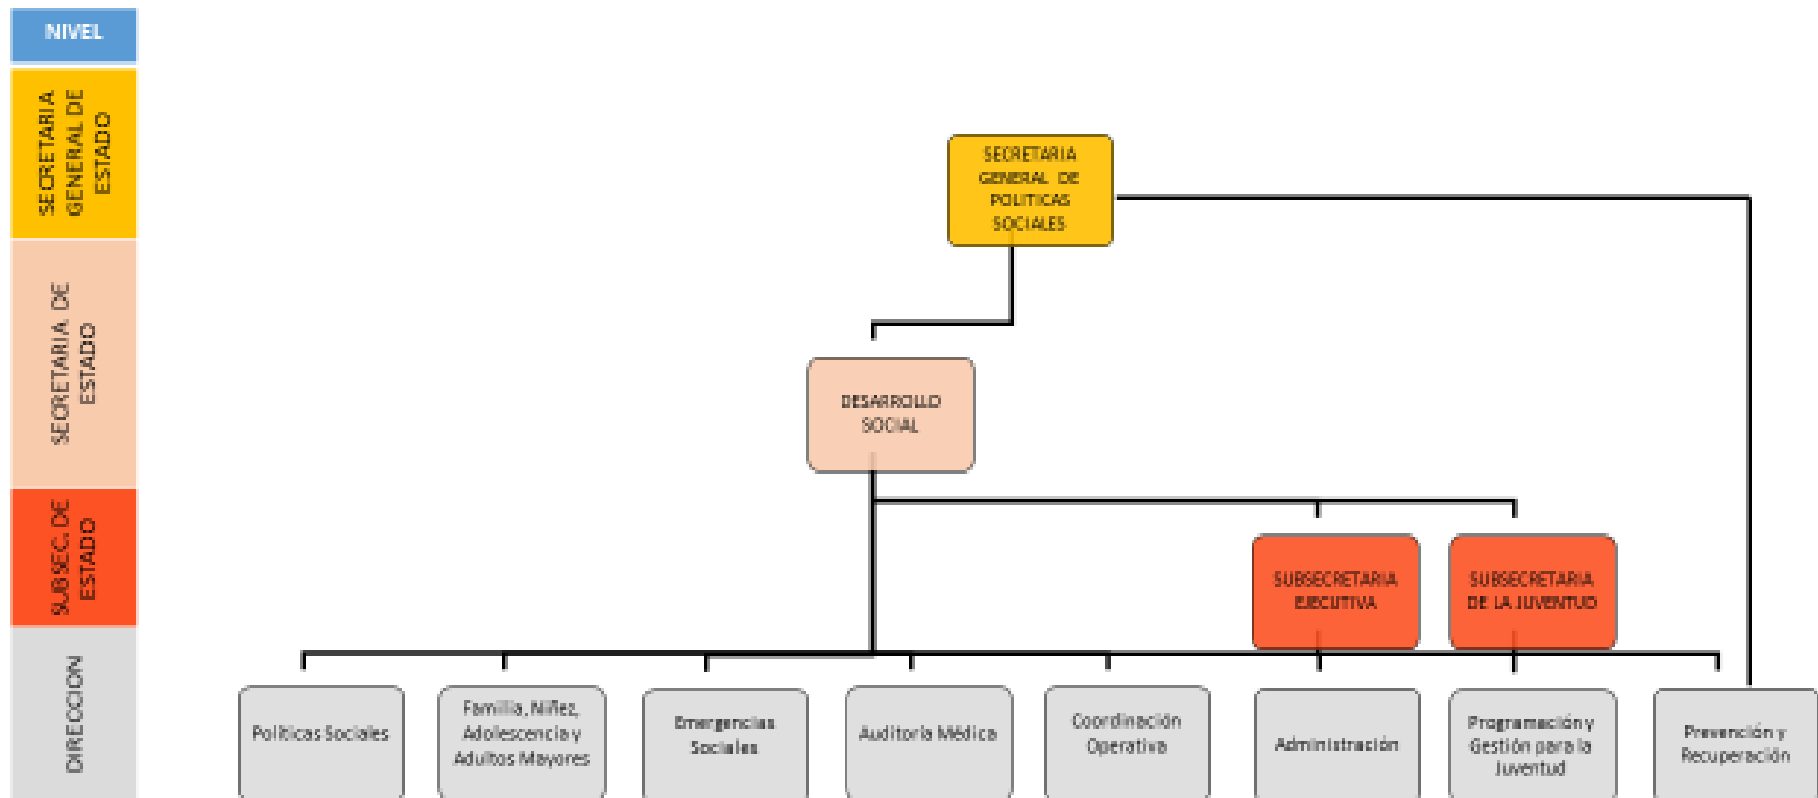 NIVEL
SECRETARIA
GENERAL DE
ESTADO
SECRETARIA DE
ESTADO
SUBSEC. DE
ESTADO
DIRECCION
SECRETARIA
GENERAL DE
POLITICAS
SOCIALES
DESARROLLO
SOCIAL
SUBSECRETARIA
EJECUTIVA
SUBSECRETARIA
DE LA JUVENTUD
Políticas Sociales
Familia, Niñez,
Adolescencia y
Adultos Mayores
Emergencias
Sociales
Auditoría Médica
Coordinación
Operativa
Administración
Programación y
Gestión para la
Juventud
Prevención y
Recuperación